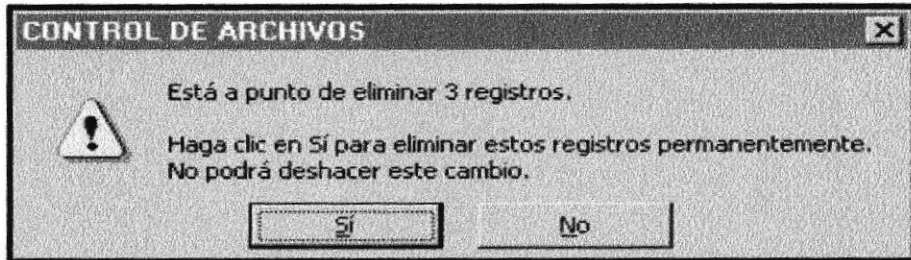 CONTROL DE ARCHIVOS
Está a punto de eliminar 3 registros.
Haga clic en Sí para eliminar estos registros permanentemente.
No podrá deshacer este cambio.
Sí
No